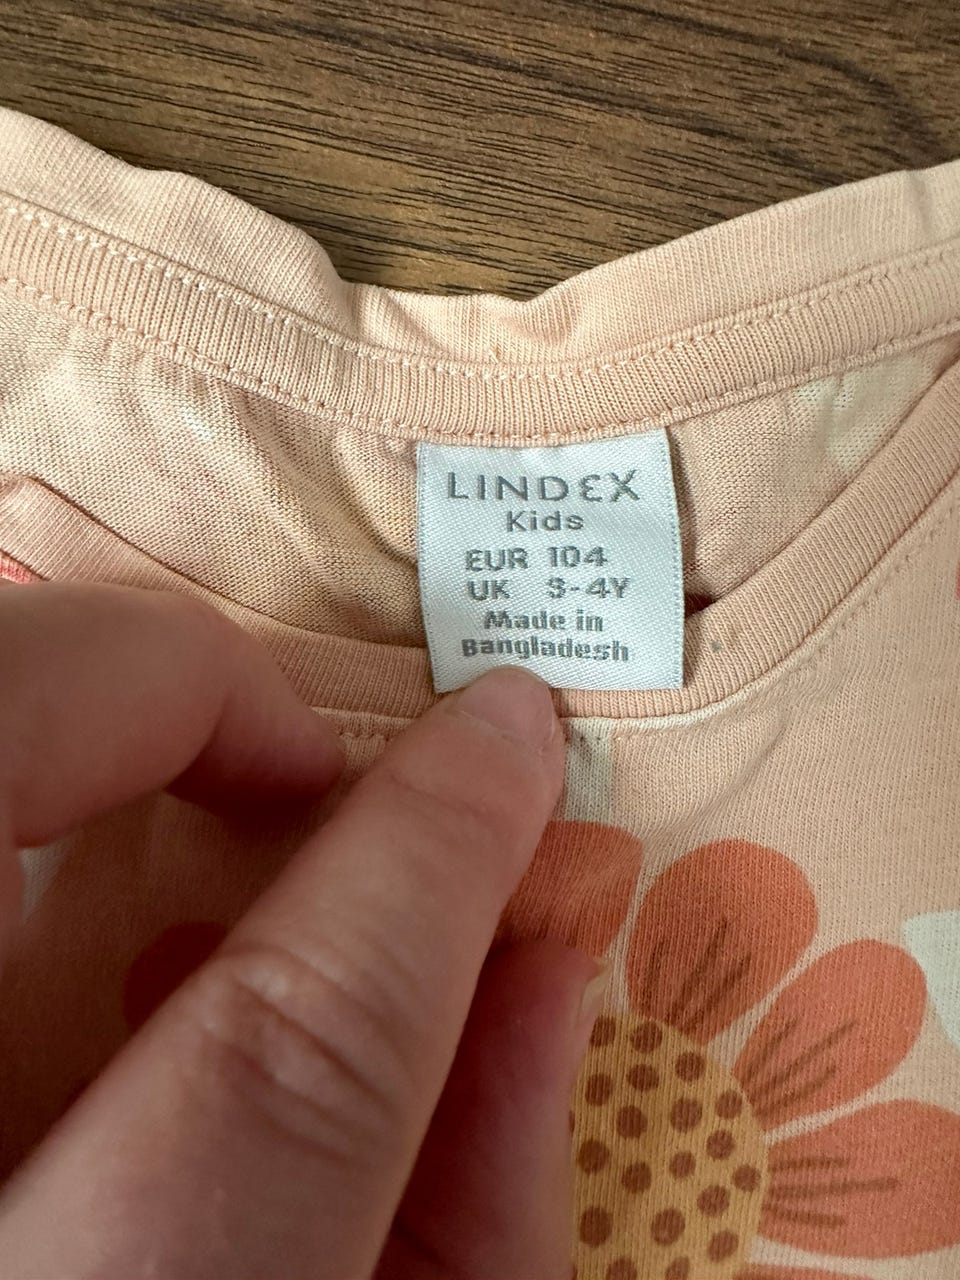 LINDEX
Kids
EUR 104
UK 3-4Y
Made in
Bangladesh